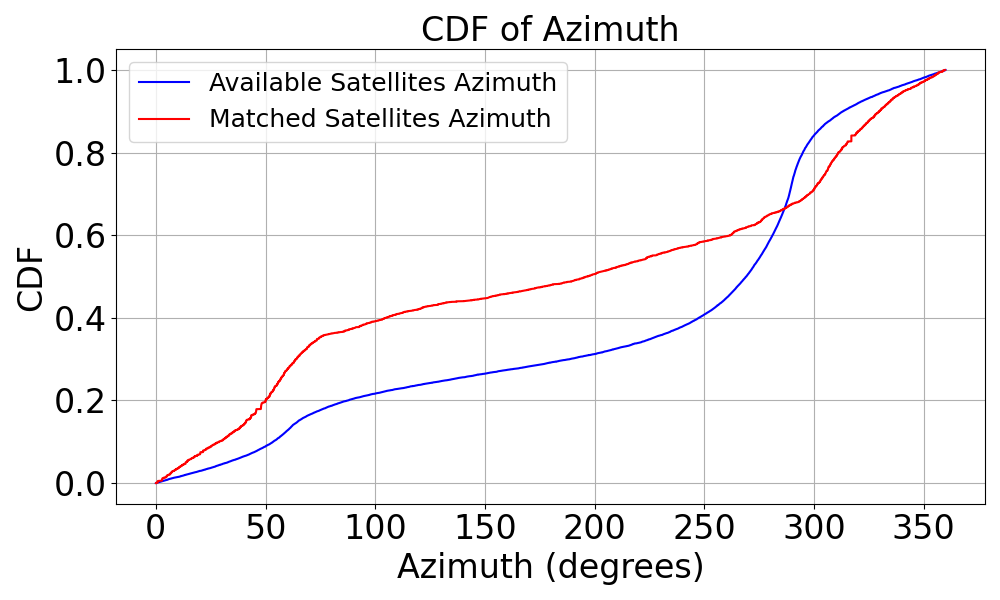 CDF of Azimuth
Available Satellites Azimuth
Matched Satellites Azimuth
1.0
0.8
0.6
0.4
0.2
0.0
CDF
0 50 100 150 200 250 300 350
Azimuth (degrees)